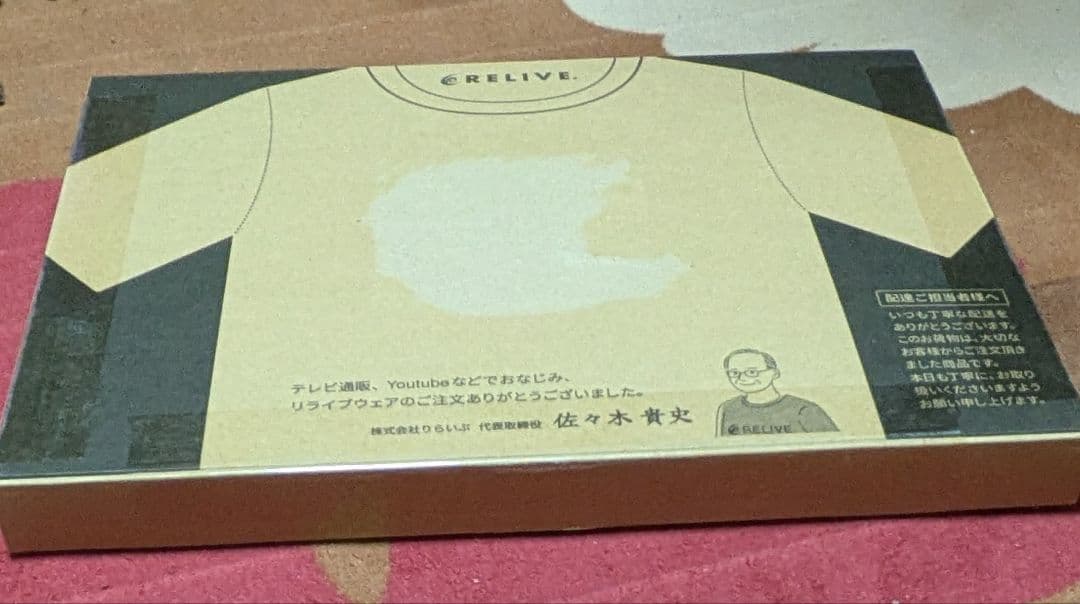 RELIVE.
配達ご担当者様へ
いつも丁寧な配送を
ありがとうございます。
このお荷物は、大切な
お客様からご注文頂き
ました商品です。
本日も丁寧に、お取り
扱いくださいますよう
お願い申し上げます。
テレビ通販、Youtubeなどでおなじみ、
リライブウェアのご注文ありがとうございました。
株式会社りらいぶ 代表取締役 佐々木 貴史
RELIVE